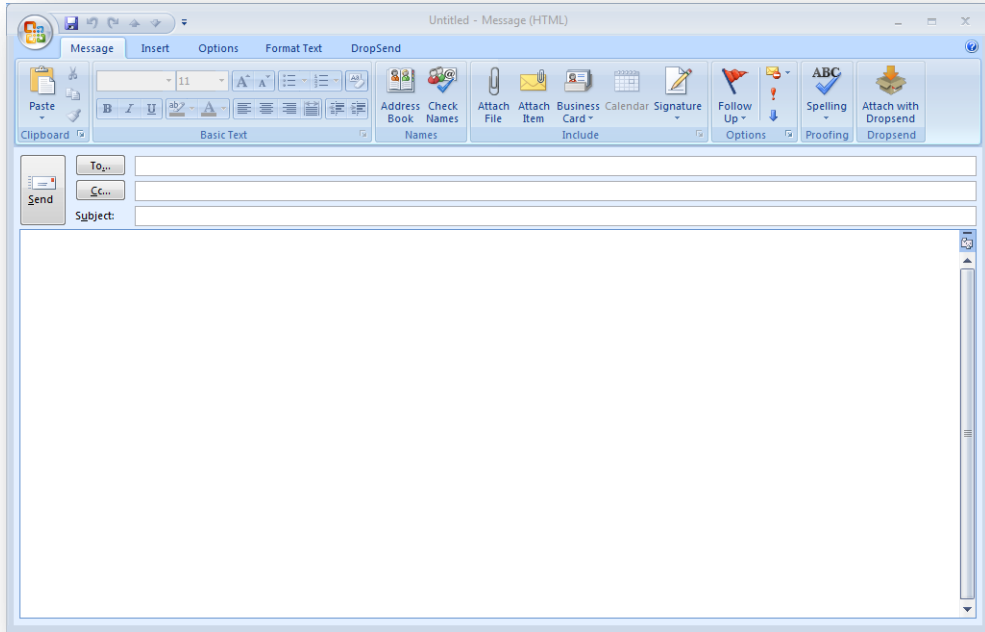 Untitled - Message (HTML)
Message Insert Options Format Text DropSend
11
ABC
Paste
B I U ab A
Address Book
Check Names
Attach File
Attach Item
Business Card
Calendar
Signature
Follow Up
Spelling
Attach with Dropsend
Clipboard Basic Text Names Include Options Proofing Dropsend
To...
Cc...
Send
Subject: